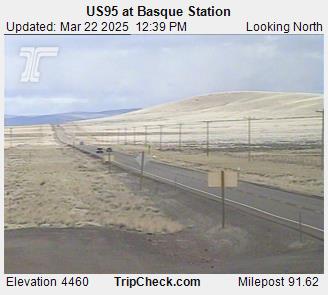 US95 at Basque Station
Updated: Mar 22 2025 12:39 PM Looking North
Elevation 4460 TripCheck.com Milepost 91.62